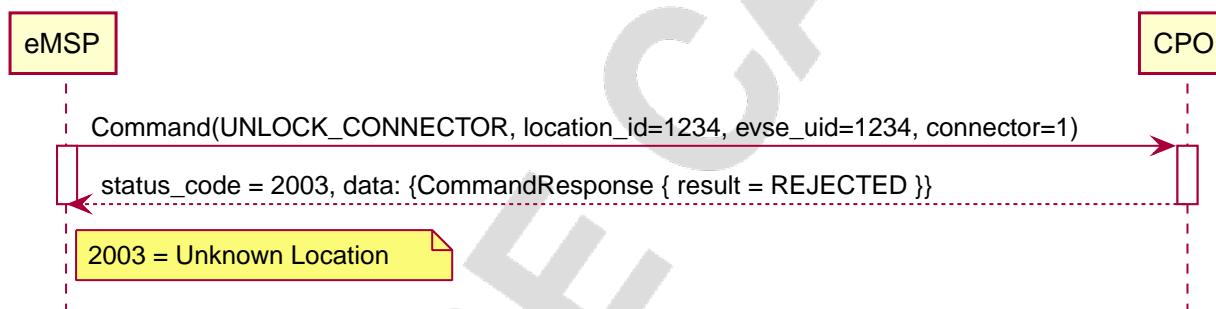 eMSP
CPO
Command(UNLOCK_CONNECTOR, location_id=1234, evse_uid=1234, connector=1)
status_code = 2003, data: {CommandResponse { result = REJECTED }}
2003 = Unknown Location